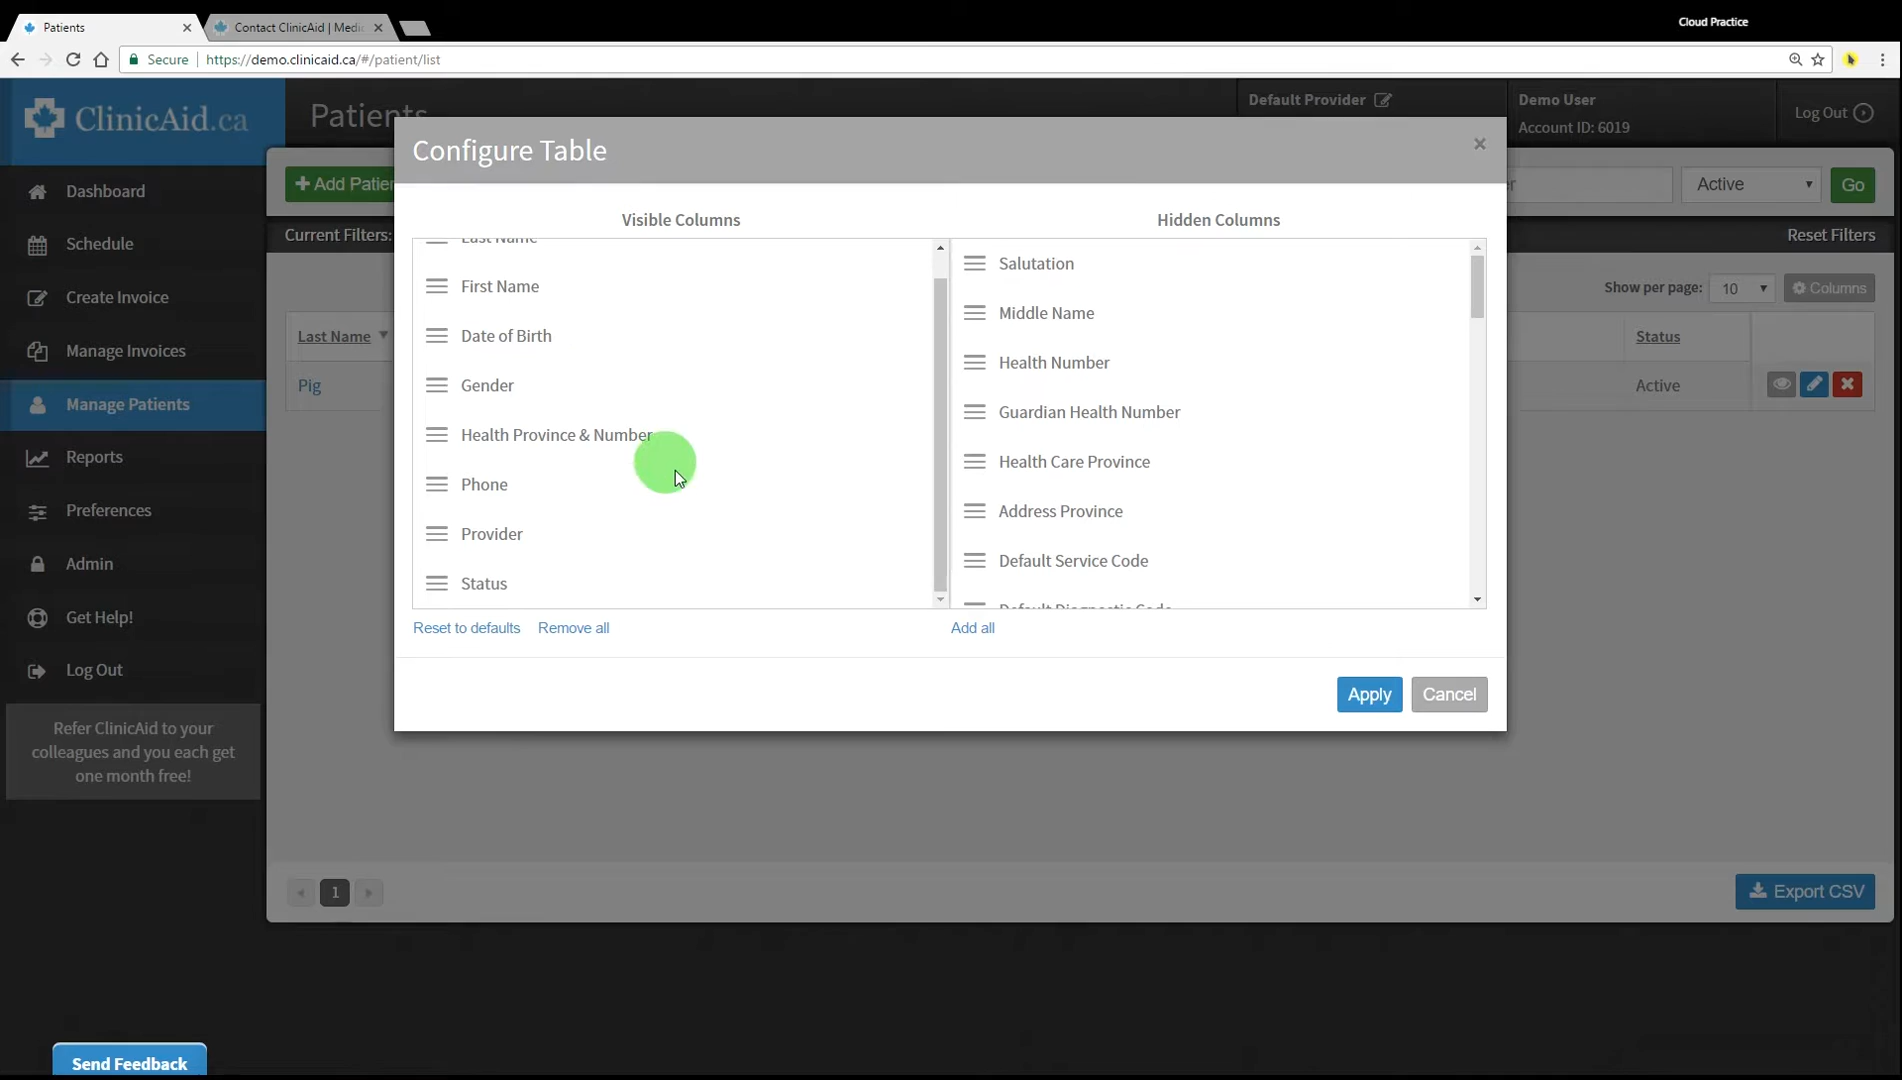 Patients
Contact ClinicAid | Medi
Cloud Practice
Secure
https://demo.clinicaid.ca/#/patient/list
ClinicAid.ca
Patients
Default Provider
Demo User
Account ID: 6019
Log Out
Dashboard
Schedule
Create Invoice
Manage Invoices
Manage Patients
Reports
Preferences
Admin
Get Help!
Log Out
Refer ClinicAid to your
colleagues and you each get
one month free!
Send Feedback
Add Patien
Active
Go
Current Filters:
Reset Filters
Show per page:
10
Columns
Last Name
Status
Pig
Active
Configure Table
×
Visible Columns
Last Name
First Name
Date of Birth
Gender
Health Province & Number
Phone
Provider
Status
Reset to defaults
Remove all
Hidden Columns
Salutation
Middle Name
Health Number
Guardian Health Number
Health Care Province
Address Province
Default Service Code
Default Diagnostic Code
Add all
Apply
Cancel
1
Export CSV